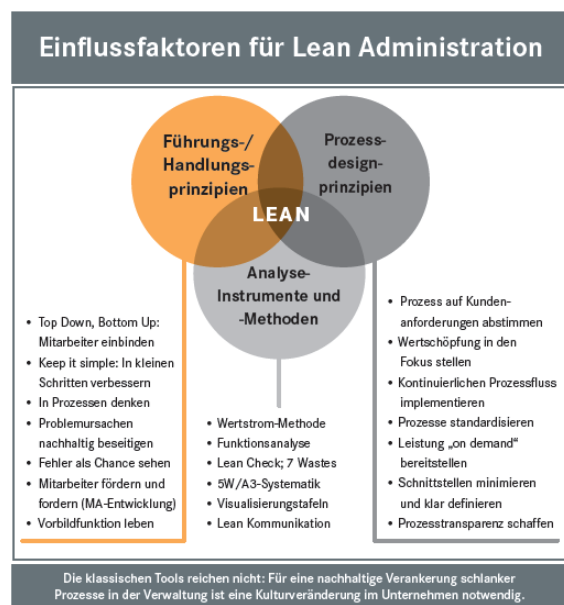 Einflussfaktoren für Lean Administration
Führungs-/
Handlungs-
prinzipien
Prozess-
design-
prinzipien
LEAN
Analyse-
Instrumente und
-Methoden
• Top Down, Bottom Up:
Mitarbeiter einbinden
• Keep it simple: In kleinen
Schritten verbessern
• In Prozessen denken
• Problemursachen
nachhaltig beseitigen
• Fehler als Chance sehen
• Mitarbeiter fördern und
fordern (MA-Entwicklung)
• Vorbildfunktion leben
• Wertstrom-Methode
• Funktionsanalyse
• Lean Check; 7 Wastes
• 5W/A3-Systematik
• Visualisierungstafeln
• Lean Kommunikation
• Prozess auf Kunden-
anforderungen abstimmen
• Wertschöpfung in den
Fokus stellen
• Kontinuierlichen Prozessfluss
implementieren
• Prozesse standardisieren
• Leistung „on demand“
bereitstellen
• Schnittstellen minimieren
und klar definieren
• Prozesstransparenz schaffen
Die klassischen Tools reichen nicht: Für eine nachhaltige Verankerung schlanker
Prozesse in der Verwaltung ist eine Kulturveränderung im Unternehmen notwendig.